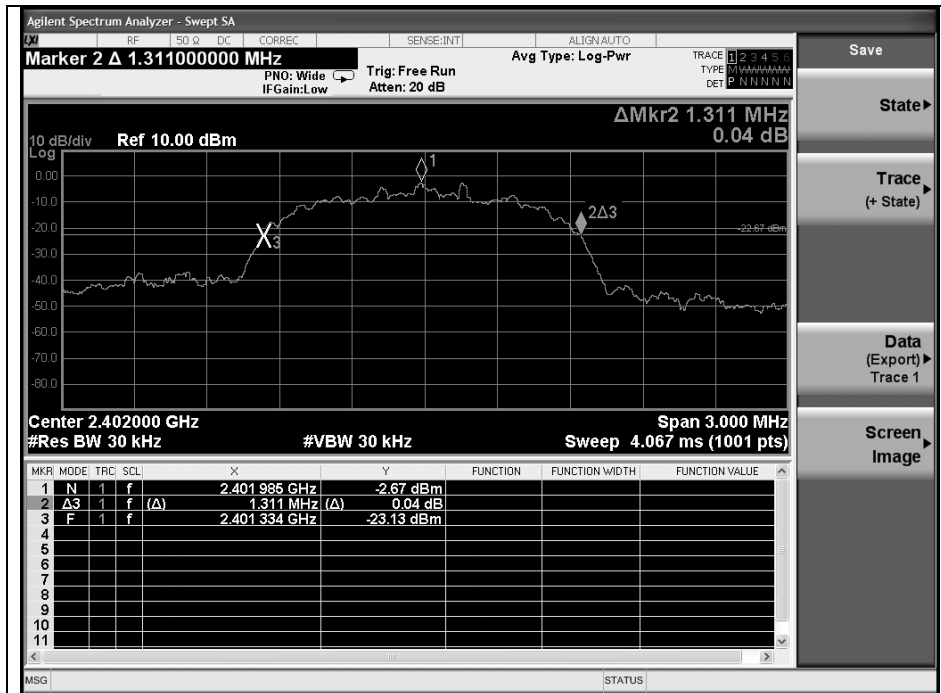 Agilent Spectrum Analyzer - Swept SA
LXI RF 50 Ω DC CORREC SENSE:INT ALIGN AUTO
Marker 2 Δ 1.311000000 MHz
PNO: Wide
IFGain:Low
Trig: Free Run
Atten: 20 dB
Avg Type: Log-Pwr
TRACE 1 2 3 4 5 6
TYPE M W W W W W
DET P N N N N N
ΔMkr2 1.311 MHz
0.04 dB
10 dB/div Ref 10.00 dBm
Log
1
0.00
-10.0
2Δ3
-20.0
-22.67 dBm
3
-30.0
-40.0
-50.0
-60.0
-70.0
-80.0
Center 2.402000 GHz Span 3.000 MHz
#Res BW 30 kHz #VBW 30 kHz Sweep 4.067 ms (1001 pts)
MKR MODE TRC SCL X Y FUNCTION FUNCTION WIDTH FUNCTION VALUE
1 N 1 f 2.401 985 GHz -2.67 dBm
2 Δ3 1 f (Δ) 1.311 MHz (Δ) 0.04 dB
3 F 1 f 2.401 334 GHz -23.13 dBm
4
5
6
7
8
9
10
11
MSG STATUS
Save
State
Trace
(+ State)
Data
(Export)
Trace 1
Screen
Image